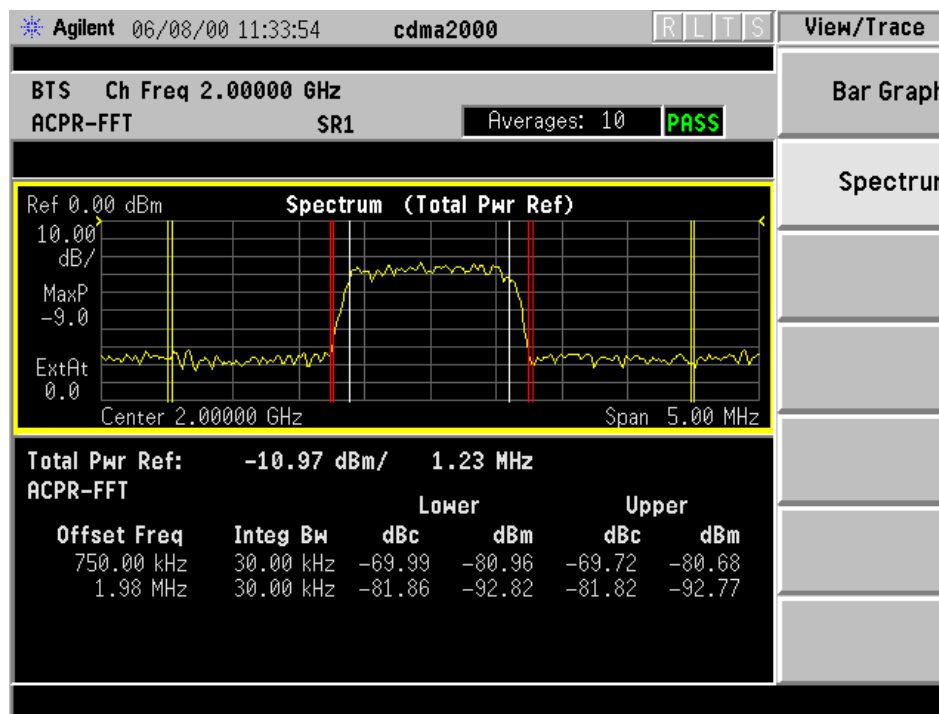 Agilent 06/08/00 11:33:54 cdma2000 R L T S View/Trace
BTS Ch Freq 2.00000 GHz
ACPR-FFT SR1 Averages: 10 PASS
Bar Graph
Spectrum
Ref 0.00 dBm Spectrum (Total Pwr Ref)
10.00
dB/
MaxP
-9.0
ExtAt
0.0
Center 2.00000 GHz Span 5.00 MHz
Total Pwr Ref: -10.97 dBm/ 1.23 MHz
ACPR-FFT
Lower Upper
Offset Freq Integ Bw dBc dBm dBc dBm
750.00 kHz 30.00 kHz -69.99 -80.96 -69.72 -80.68
1.98 MHz 30.00 kHz -81.86 -92.82 -81.82 -92.77